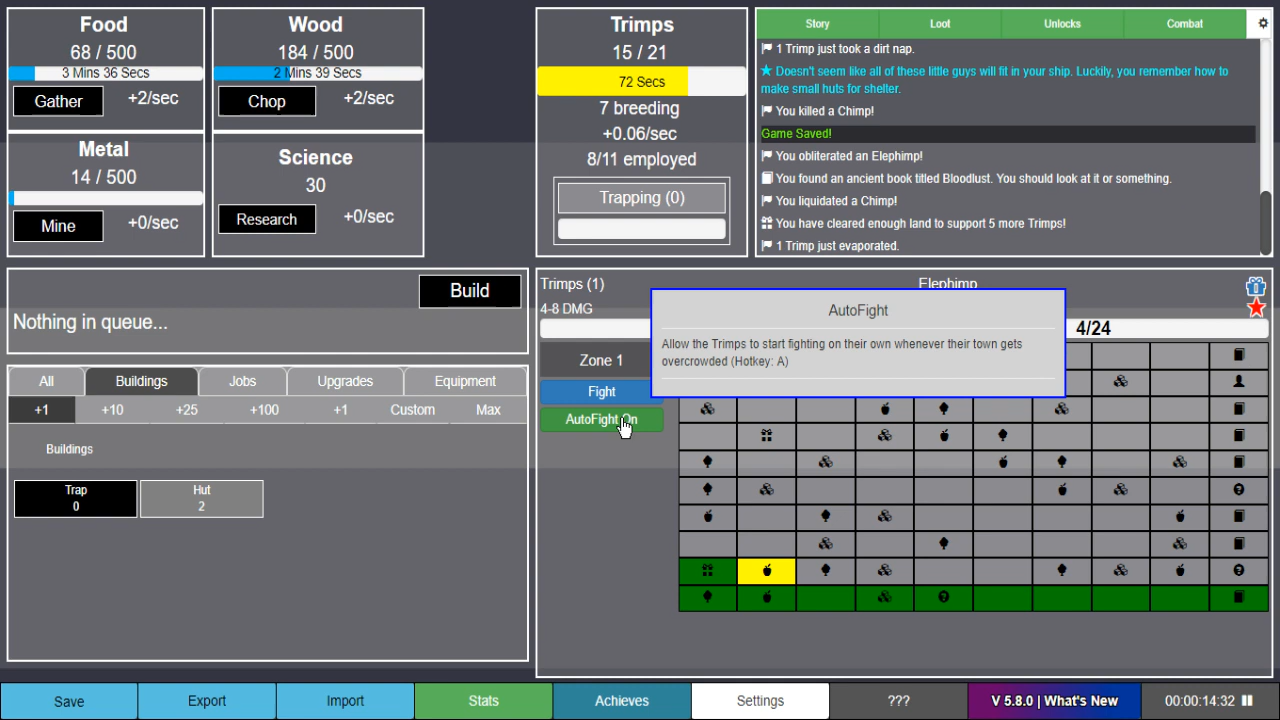 Food
68 / 500
3 Mins 36 Secs
Gather
+2/sec
Wood
184 / 500
2 Mins 39 Secs
Chop
+2/sec
Metal
14 / 500
Mine
+0/sec
Science
30
Research
+0/sec
Trimps
15 / 21
72 Secs
7 breeding
+0.06/sec
8/11 employed
Trapping (0)
Story
Loot
Unlocks
Combat
1 Trimp just took a dirt nap.
Doesn't seem like all of these little guys will fit in your ship. Luckily, you remember how to
make small huts for shelter.
You killed a Chimp!
Game Saved!
You obliterated an Elephimp!
You found an ancient book titled Bloodlust. You should look at it or something.
You liquidated a Chimp!
You have cleared enough land to support 5 more Trimps!
1 Trimp just evaporated.
Build
Nothing in queue...
All
Buildings
Jobs
Upgrades
Equipment
+1
+10
+25
+100
+1
Custom
Max
Buildings
Trap
0
Hut
2
Trimps (1)
Elephimp
4-8 DMG
4/24
Zone 1
Fight
AutoFight On
AutoFight
Allow the Trimps to start fighting on their own whenever their town gets
overcrowded (Hotkey: A)
Save
Export
Import
Stats
Achieves
Settings
???
V 5.8.0 | What's New
00:00:14:32